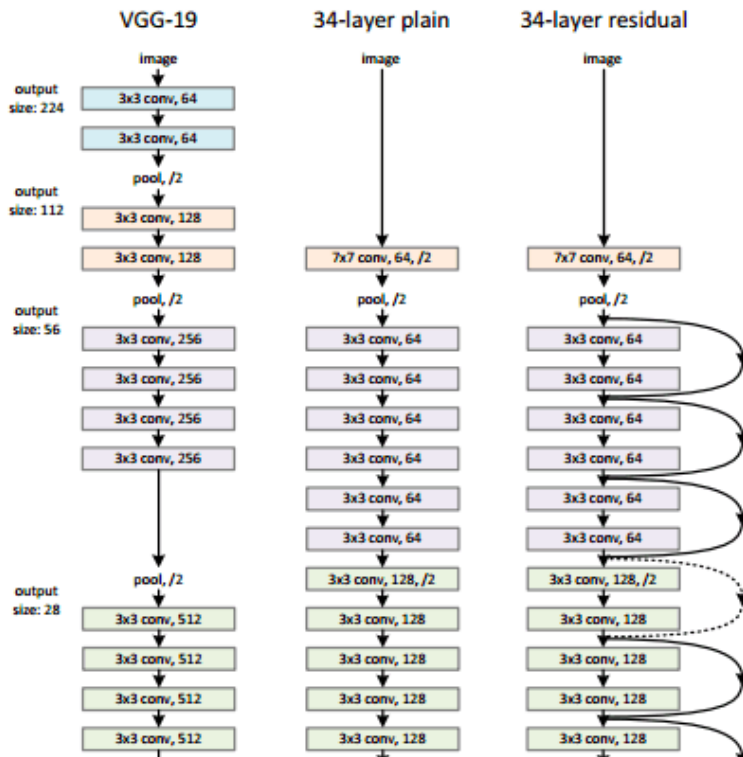 VGG-19
34-layer plain
34-layer residual
image
image
image
output
size: 224
3x3 conv, 64
3x3 conv, 64
pool, /2
output
size: 112
3x3 conv, 128
3x3 conv, 128
7x7 conv, 64, /2
7x7 conv, 64, /2
pool, /2
pool, /2
pool, /2
output
size: 56
3x3 conv, 256
3x3 conv, 64
3x3 conv, 64
3x3 conv, 256
3x3 conv, 64
3x3 conv, 64
3x3 conv, 256
3x3 conv, 64
3x3 conv, 64
3x3 conv, 256
3x3 conv, 64
3x3 conv, 64
3x3 conv, 64
3x3 conv, 64
3x3 conv, 64
3x3 conv, 64
pool, /2
3x3 conv, 128, /2
3x3 conv, 128, /2
output
size: 28
3x3 conv, 512
3x3 conv, 128
3x3 conv, 128
3x3 conv, 512
3x3 conv, 128
3x3 conv, 128
3x3 conv, 512
3x3 conv, 128
3x3 conv, 128
3x3 conv, 512
3x3 conv, 128
3x3 conv, 128